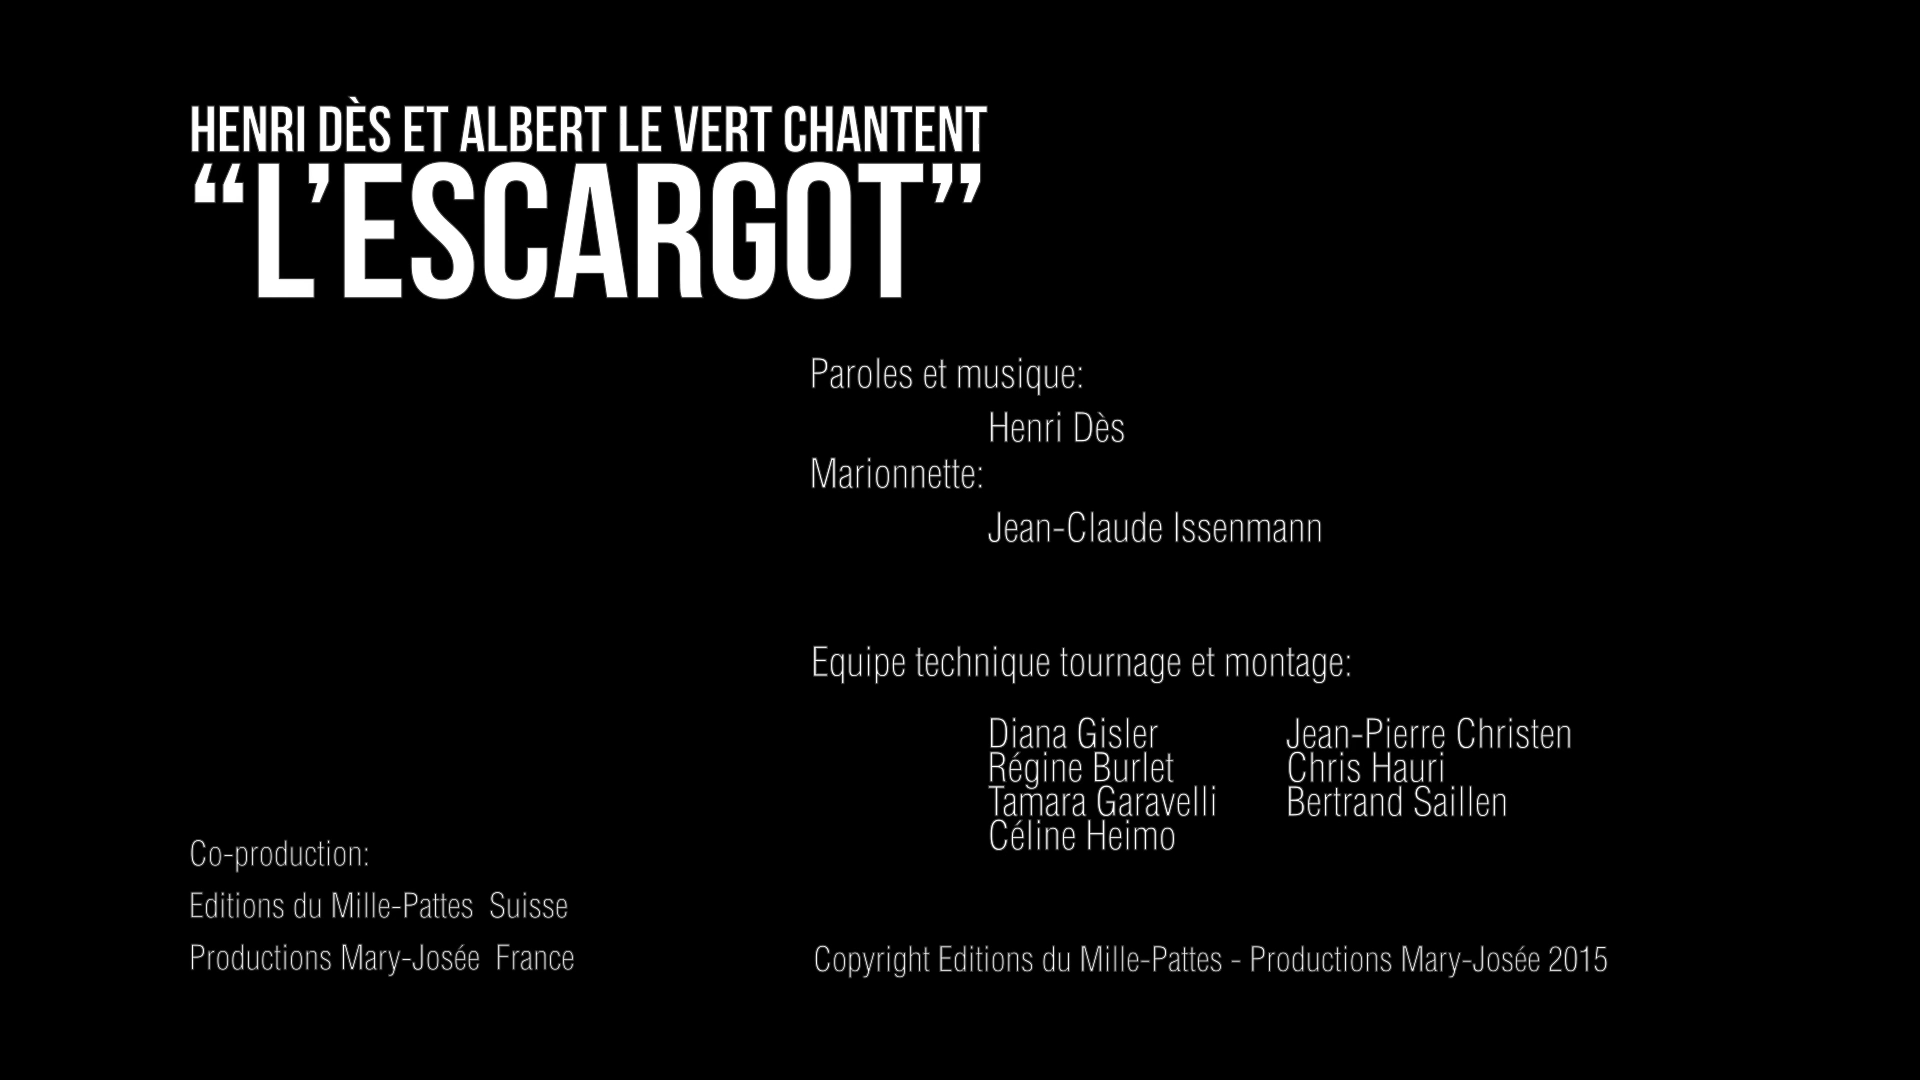 HENRI DÈS ET ALBERT LE VERT CHANTENT
“L’ESCARGOT”
Paroles et musique:
Henri Dès
Marionnette:
Jean-Claude Issenmann
Equipe technique tournage et montage:
Diana Gisler
Régine Burlet
Tamara Garavelli
Céline Heimo
Jean-Pierre Christen
Chris Hauri
Bertrand Saillen
Co-production:
Editions du Mille-Pattes Suisse
Productions Mary-Josée France
Copyright Editions du Mille-Pattes - Productions Mary-Josée 2015